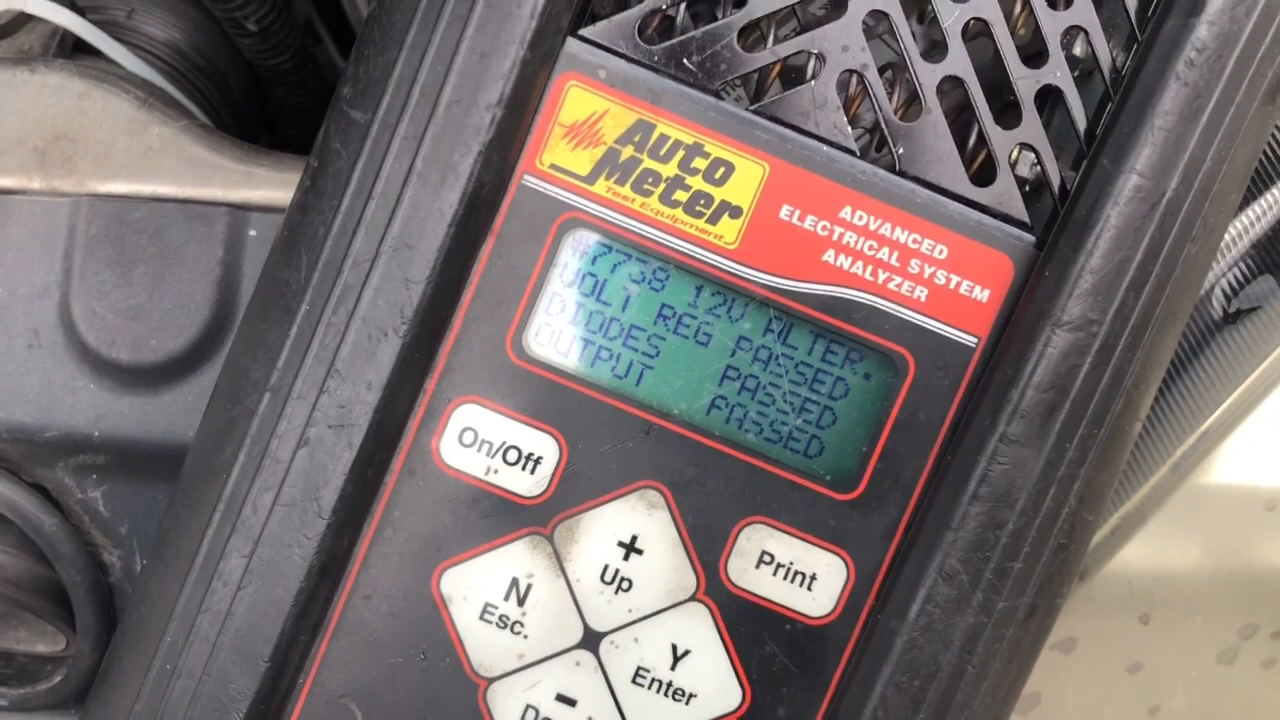 Auto
Meter
Test Equipment
ADVANCED
ELECTRICAL SYSTEM
ANALYZER
#7738 12V ALTER.
VOLT REG PASSED
DIODES PASSED
OUTPUT PASSED
On/Off
+
Up
Print
N
Esc.
Y
Enter
-